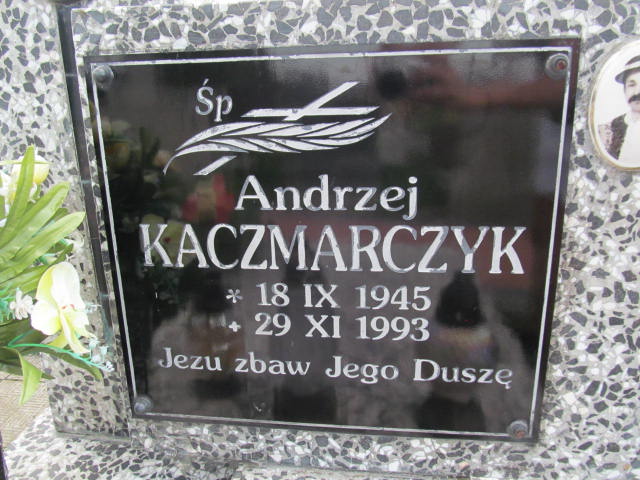 Śp
Andrzej
KACZMARCZYK
* 18 IX 1945
+ 29 XI 1993
Jezu zbaw Jego Duszę